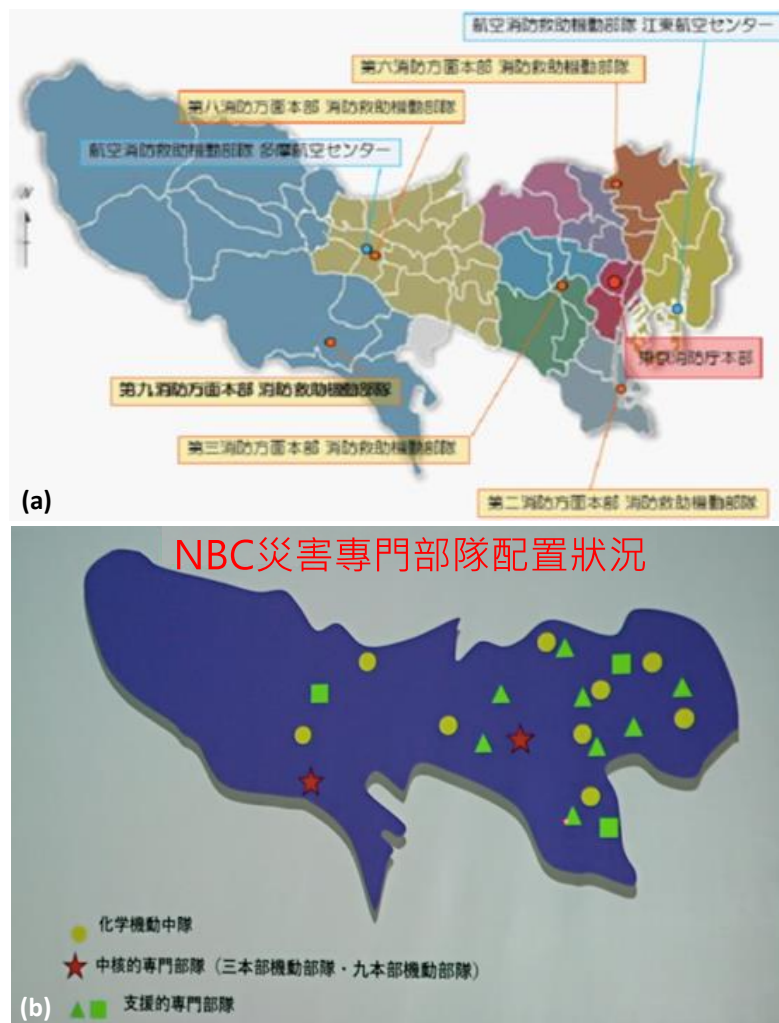 航空消防救助機動部隊 江東航空センター
第六消防方面本部 消防救助機動部隊
第八消防方面本部 消防救助機動部隊
航空消防救助機動部隊 多摩航空センター
N
東京消防庁本部
第九消防方面本部 消防救助機動部隊
第三消防方面本部 消防救助機動部隊
第二消防方面本部 消防救助機動部隊
(a)
NBC災害專門部隊配置狀況
化学機動中隊
中核的専門部隊（三本部機動部隊・九本部機動部隊）
支援的専門部隊
(b)